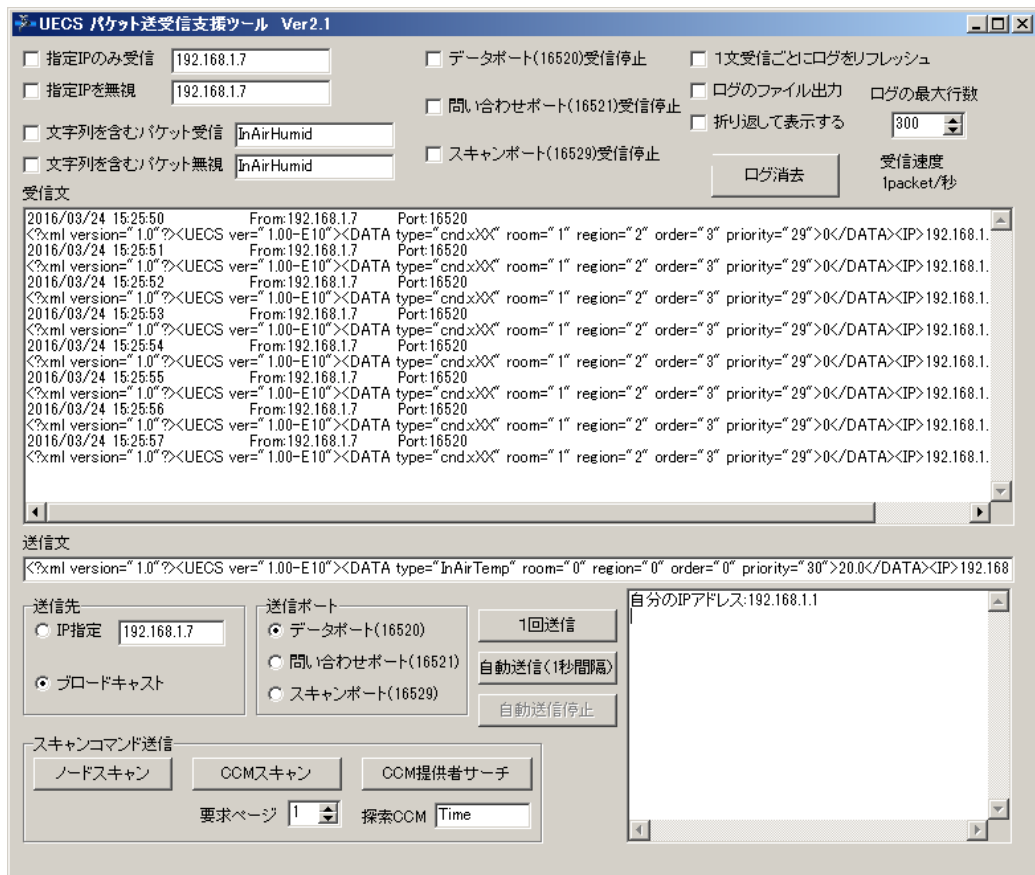 UECS パケット送受信支援ツール Ver2.1
指定IPのみ受信 192.168.1.7
指定IPを無視 192.168.1.7
文字列を含むパケット受信 InAirHumid
文字列を含むパケット無視 InAirHumid
データポート(16520)受信停止
問い合わせポート(16521)受信停止
スキャンポート(16529)受信停止
1文受信ごとにログをリフレッシュ
ログのファイル出力
折り返して表示する
ログの最大行数
300
ログ消去
受信速度
1packet/秒
受信文
2016/03/24 15:25:50 From:192.168.1.7 Port:16520
<?xml version="1.0"?><UECS ver="1.00-E10"><DATA type="cnd.xXX" room="1" region="2" order="3" priority="29">0</DATA><IP>192.168.1.
2016/03/24 15:25:51 From:192.168.1.7 Port:16520
<?xml version="1.0"?><UECS ver="1.00-E10"><DATA type="cnd.xXX" room="1" region="2" order="3" priority="29">0</DATA><IP>192.168.1.
2016/03/24 15:25:52 From:192.168.1.7 Port:16520
<?xml version="1.0"?><UECS ver="1.00-E10"><DATA type="cnd.xXX" room="1" region="2" order="3" priority="29">0</DATA><IP>192.168.1.
2016/03/24 15:25:53 From:192.168.1.7 Port:16520
<?xml version="1.0"?><UECS ver="1.00-E10"><DATA type="cnd.xXX" room="1" region="2" order="3" priority="29">0</DATA><IP>192.168.1.
2016/03/24 15:25:54 From:192.168.1.7 Port:16520
<?xml version="1.0"?><UECS ver="1.00-E10"><DATA type="cnd.xXX" room="1" region="2" order="3" priority="29">0</DATA><IP>192.168.1.
2016/03/24 15:25:55 From:192.168.1.7 Port:16520
<?xml version="1.0"?><UECS ver="1.00-E10"><DATA type="cnd.xXX" room="1" region="2" order="3" priority="29">0</DATA><IP>192.168.1.
2016/03/24 15:25:56 From:192.168.1.7 Port:16520
<?xml version="1.0"?><UECS ver="1.00-E10"><DATA type="cnd.xXX" room="1" region="2" order="3" priority="29">0</DATA><IP>192.168.1.
2016/03/24 15:25:57 From:192.168.1.7 Port:16520
<?xml version="1.0"?><UECS ver="1.00-E10"><DATA type="cnd.xXX" room="1" region="2" order="3" priority="29">0</DATA><IP>192.168.1.
送信文
<?xml version="1.0"?><UECS ver="1.00-E10"><DATA type="InAirTemp" room="0" region="0" order="0" priority="30">20.0</DATA><IP>192.168
送信先
IP指定 192.168.1.7
ブロードキャスト
送信ポート
データポート(16520)
問い合わせポート(16521)
スキャンポート(16529)
1回送信
自動送信(1秒間隔)
自動送信停止
自分のIPアドレス:192.168.1.1
スキャンコマンド送信
ノードスキャン
CCMスキャン
CCM提供者サーチ
要求ページ 1
探索CCM Time